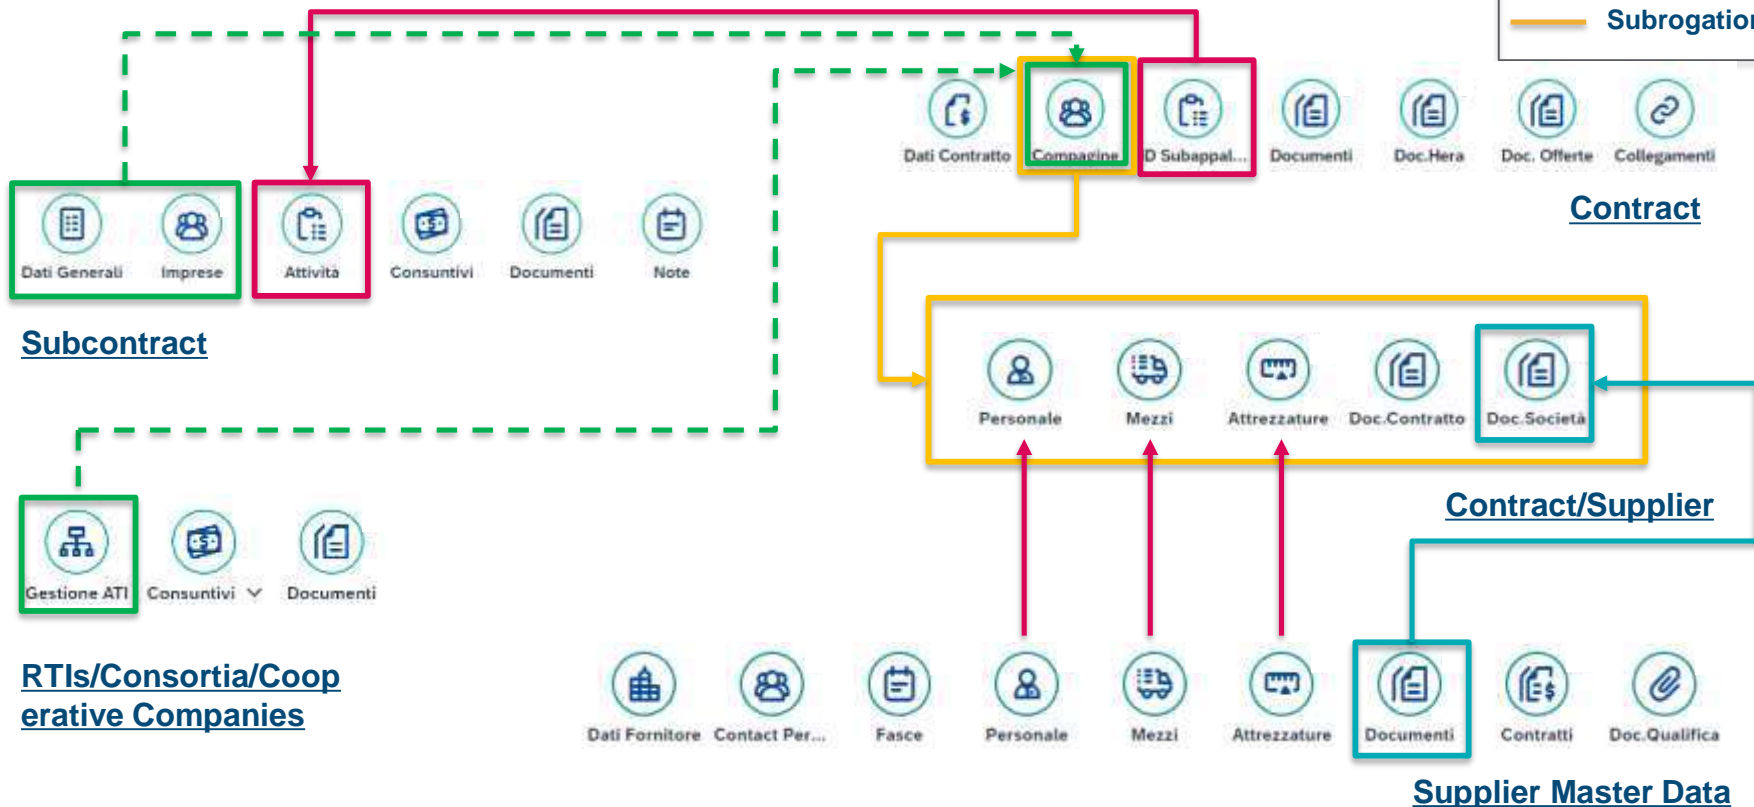 Subrogation
Dati Contratto
Compagine
D Subappal...
Documenti
Doc.Hera
Doc. Offerte
Collegamenti
Contract
Dati Generali
Imprese
Attività
Consuntivi
Documenti
Note
Subcontract
Personale
Mezzi
Attrezzature
Doc.Contratto
Doc.Società
Contract/Supplier
Gestione ATI
Consuntivi
Documenti
RTIs/Consortia/Coop
erative Companies
Dati Fornitore
Contact Per...
Fasce
Personale
Mezzi
Attrezzature
Documenti
Contratti
Doc.Qualifica
Supplier Master Data